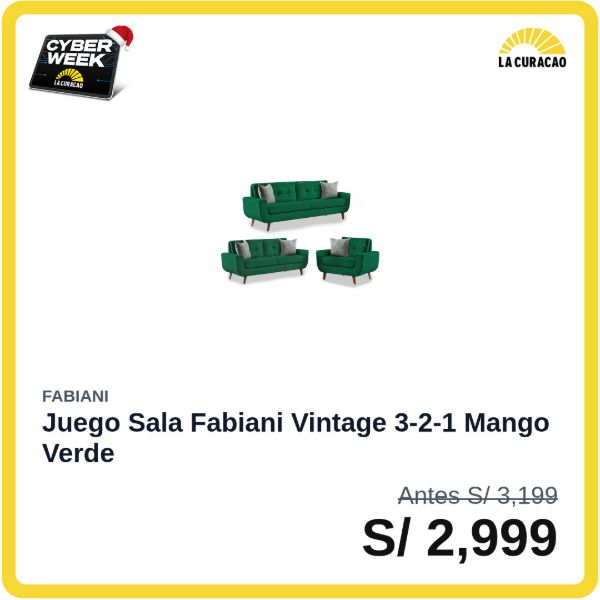 CYBER
WEEK
LA CURACAO
LA CURACAO
FABIANI
Juego Sala Fabiani Vintage 3-2-1 Mango
Verde
Antes S/ 3,199
S/ 2,999